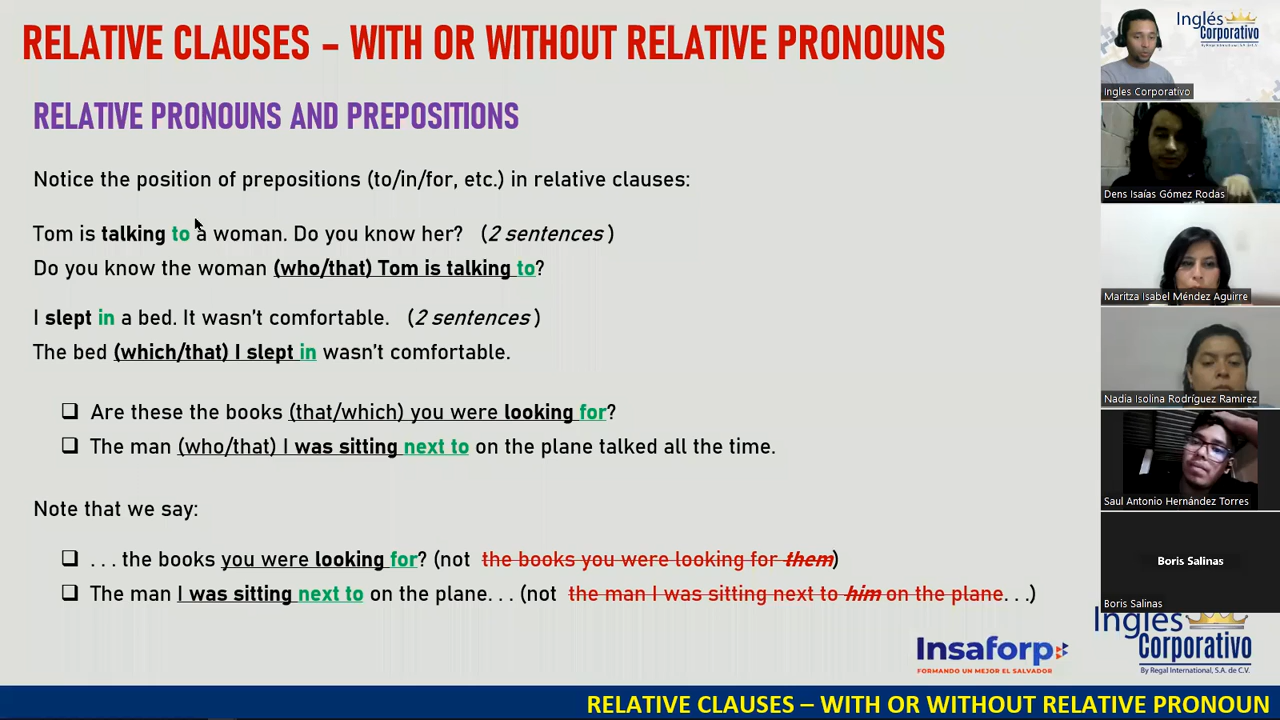 RELATIVE CLAUSES – WITH OR WITHOUT RELATIVE PRONOUNS
RELATIVE PRONOUNS AND PREPOSITIONS
Notice the position of prepositions (to/in/for, etc.) in relative clauses:
Tom is talking to a woman. Do you know her? (2 sentences )
Do you know the woman (who/that) Tom is talking to?
I slept in a bed. It wasn't comfortable. (2 sentences )
The bed (which/that) I slept in wasn't comfortable.
❑ Are these the books (that/which) you were looking for?
❑ The man (who/that) I was sitting next to on the plane talked all the time.
Note that we say:
❑ . . . the books you were looking for? (not the books you were looking for them)
❑ The man I was sitting next to on the plane. . . (not the man I was sitting next to him on the plane. . .)
Insaforp
FORMANDO UN MEJOR EL SALVADOR
Inglés
Corporativo
By Regal International, S.A. de C.V.
RELATIVE CLAUSES – WITH OR WITHOUT RELATIVE PRONOUN
Inglés
Corporativo
By Regal International, S.A. de C.V.
Ingles Corporativo
Dens Isaías Gómez Rodas
Maritza Isabel Méndez Aguirre
Nadia Isolina Rodríguez Ramirez
Saul Antonio Hernández Torres
Boris Salinas
Boris Salinas